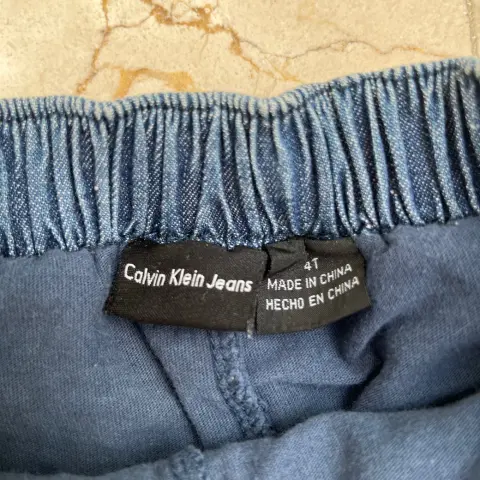 Calvin Klein Jeans
4T
MADE IN CHINA
HECHO EN CHINA